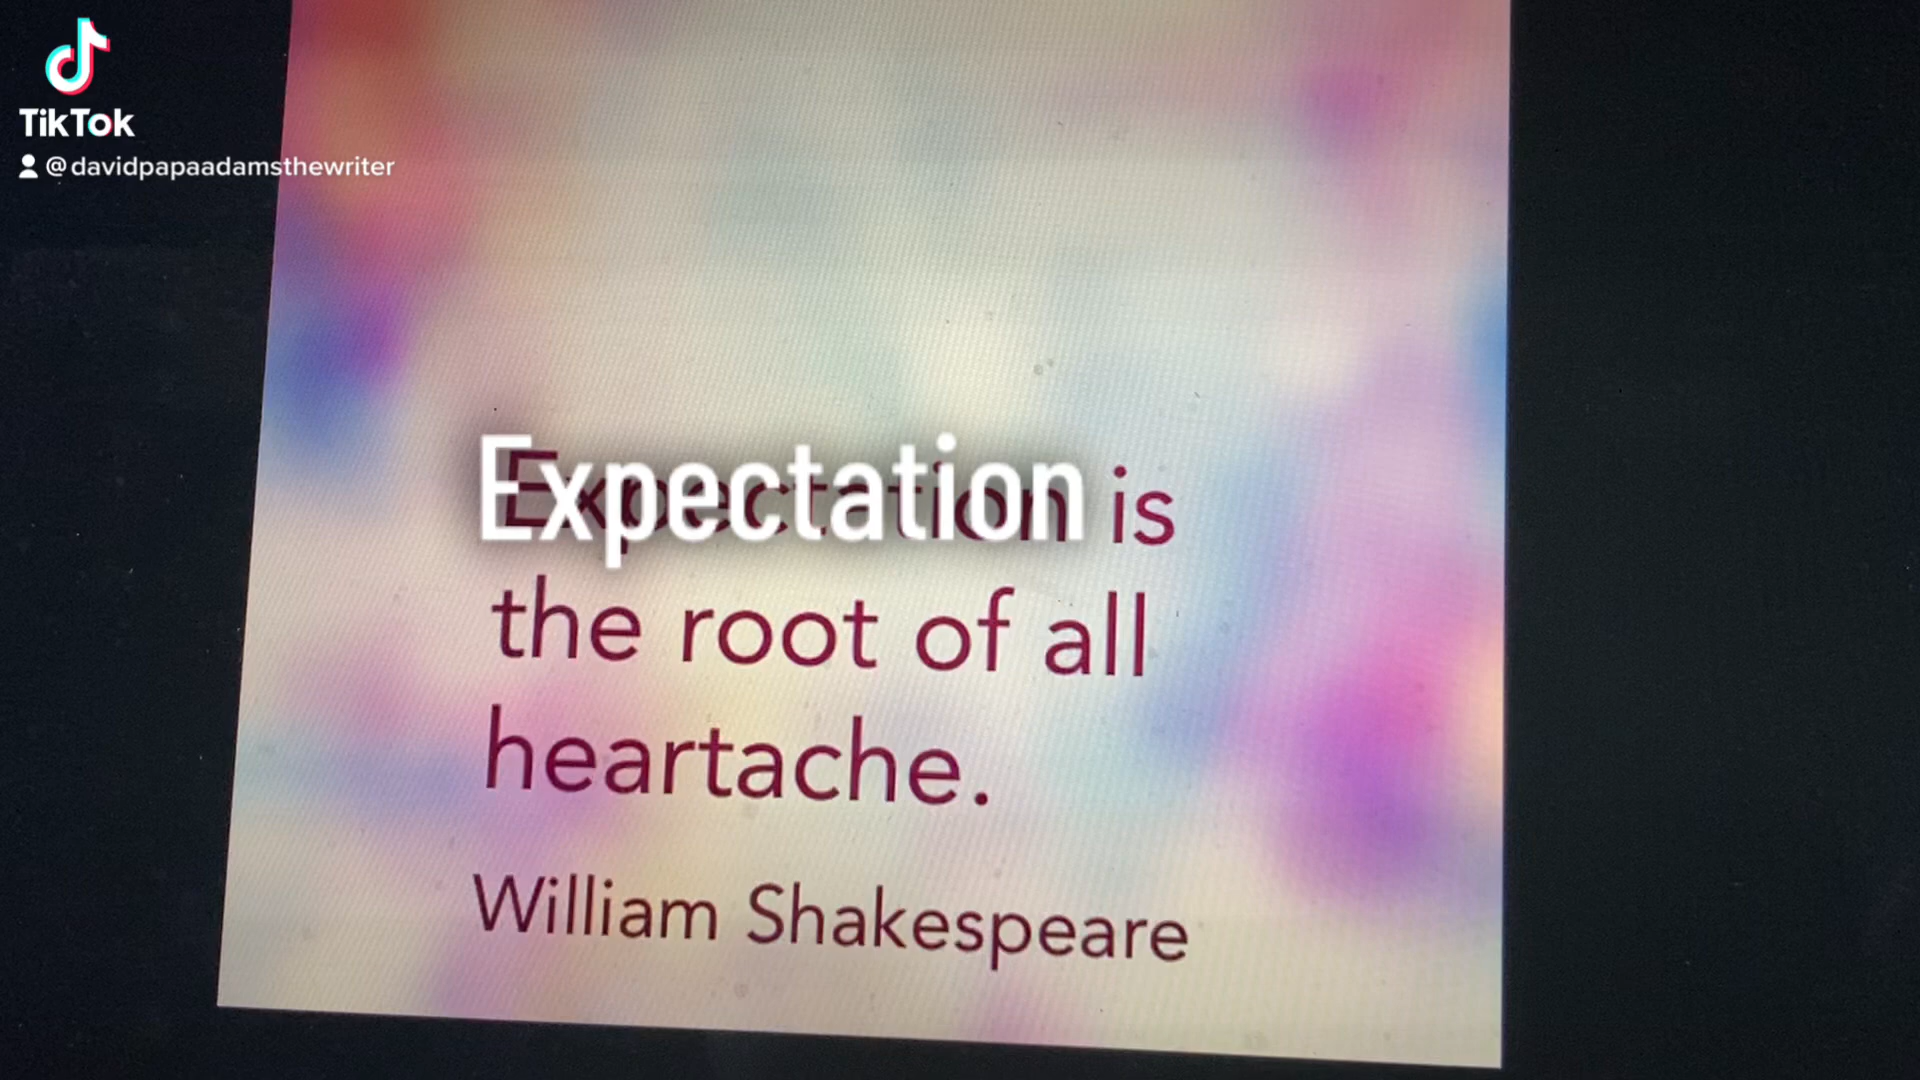 TikTok
@davidpapaadamsthewriter
Expectation
Expectation is
the root of all
heartache.
William Shakespeare